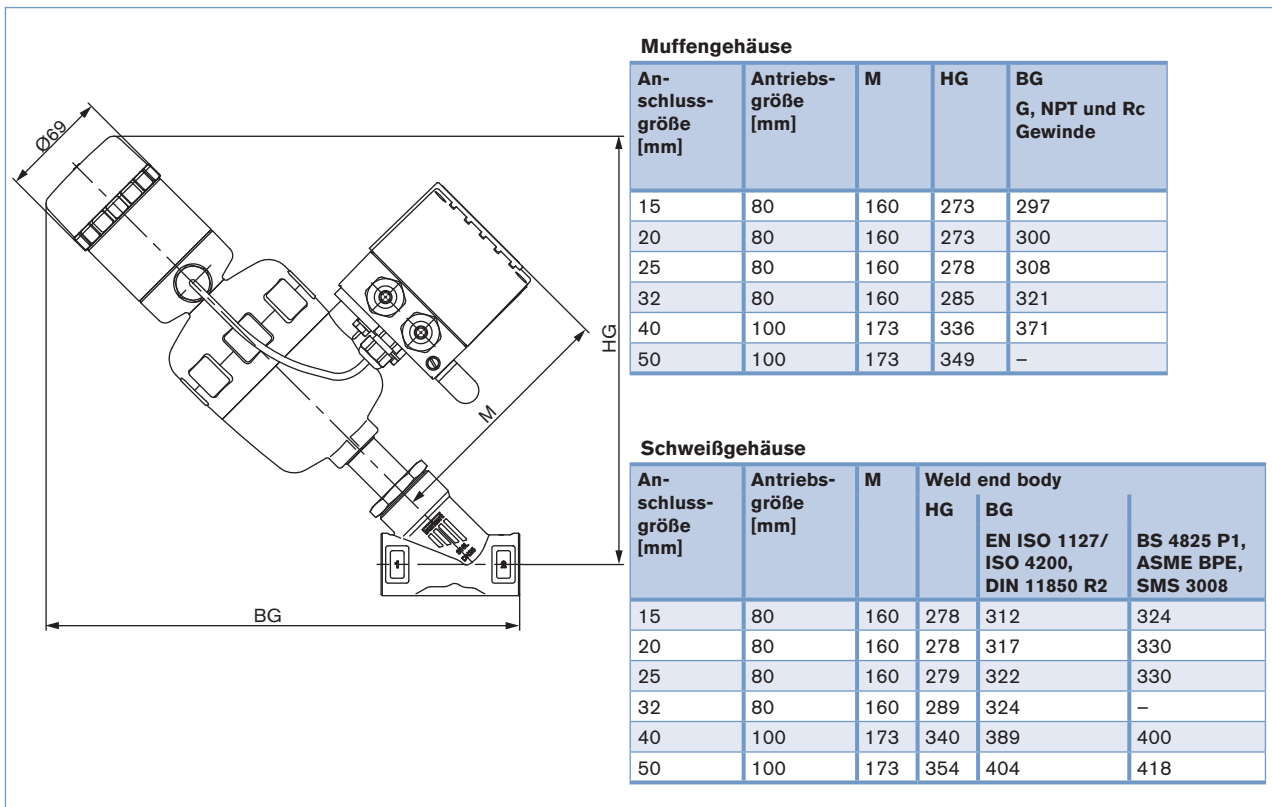 Muffengehäuse
An-
schluss-
größe
[mm]
Antriebs-
größe
[mm]
M
HG
BG
G, NPT und Rc
Gewinde
15 80 160 273 297
20 80 160 273 300
25 80 160 278 308
32 80 160 285 321
40 100 173 336 371
50 100 173 349 –
Schweißgehäuse
An-
schluss-
größe
[mm]
Antriebs-
größe
[mm]
M
Weld end body
HG
BG
EN ISO 1127/
ISO 4200,
DIN 11850 R2
BS 4825 P1,
ASME BPE,
SMS 3008
15 80 160 278 312 324
20 80 160 278 317 330
25 80 160 279 322 330
32 80 160 289 324 –
40 100 173 340 389 400
50 100 173 354 404 418
Ø69
HG
M
1
2
BG